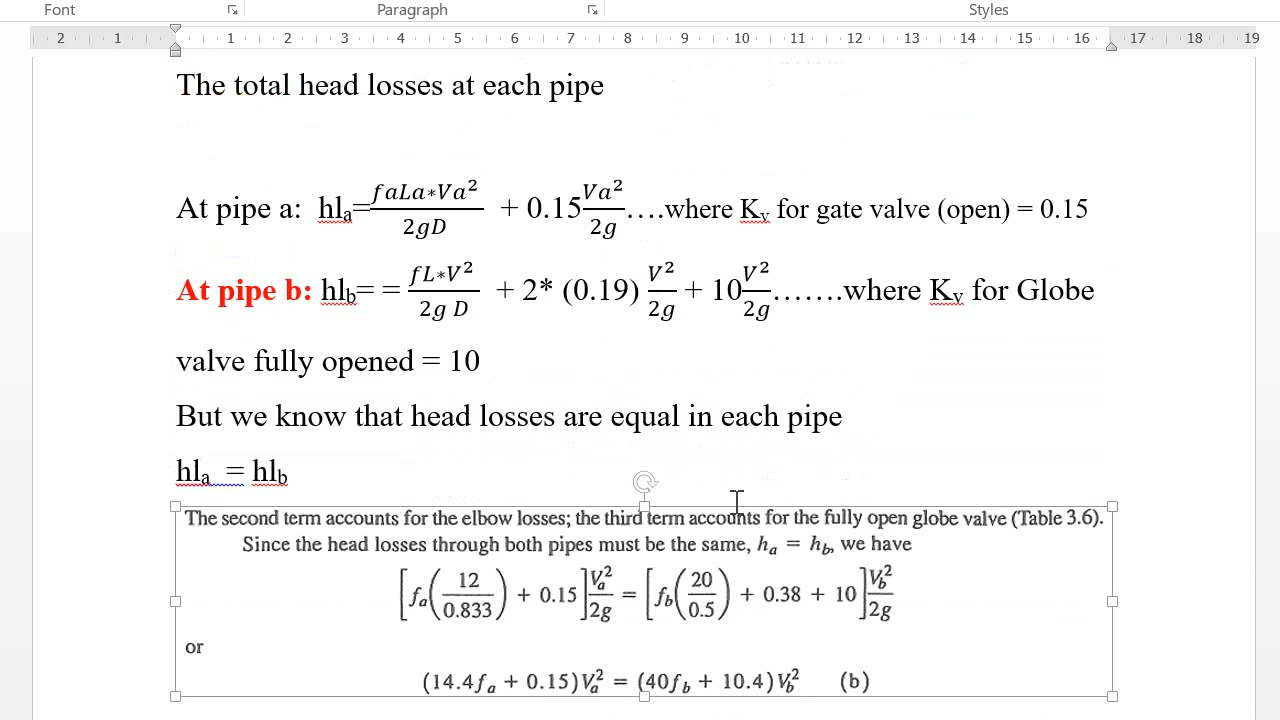 Font Paragraph Styles
2 1 1 2 3 4 5 6 7 8 9 10 11 12 13 14 15 16 17 18 19
The total head losses at each pipe
At pipe a: hlₐ= faLa∗Va² / 2gD + 0.15 Va² / 2g ….where Kᵥ for gate valve (open) = 0.15
At pipe b: hl_b= = fL∗V² / 2g D + 2* (0.19) V² / 2g + 10 V² / 2g …….where Kᵥ for Globe
valve fully opened = 10
But we know that head losses are equal in each pipe
hlₐ = hl_b
The second term accounts for the elbow losses; the third term accounts for the fully open globe valve (Table 3.6).
Since the head losses through both pipes must be the same, hₐ = h_b, we have
[fₐ(12 / 0.833) + 0.15] Vₐ² / 2g = [f_b(20 / 0.5) + 0.38 + 10] V_b² / 2g
or
(14.4fₐ + 0.15)Vₐ² = (40f_b + 10.4)V_b² (b)